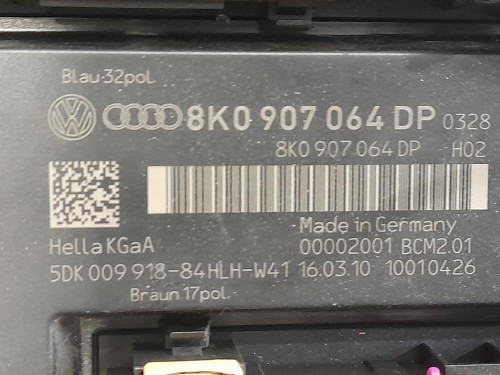 Blau 32pol.
8K0 907 064 DP 0328
8K0 907 064 DP H02
Made in Germany
Hella KGaA 00002001 BCM2.01
5DK 009 918-84HLH-W41 16.03.10 10010426
Braun 17pol.